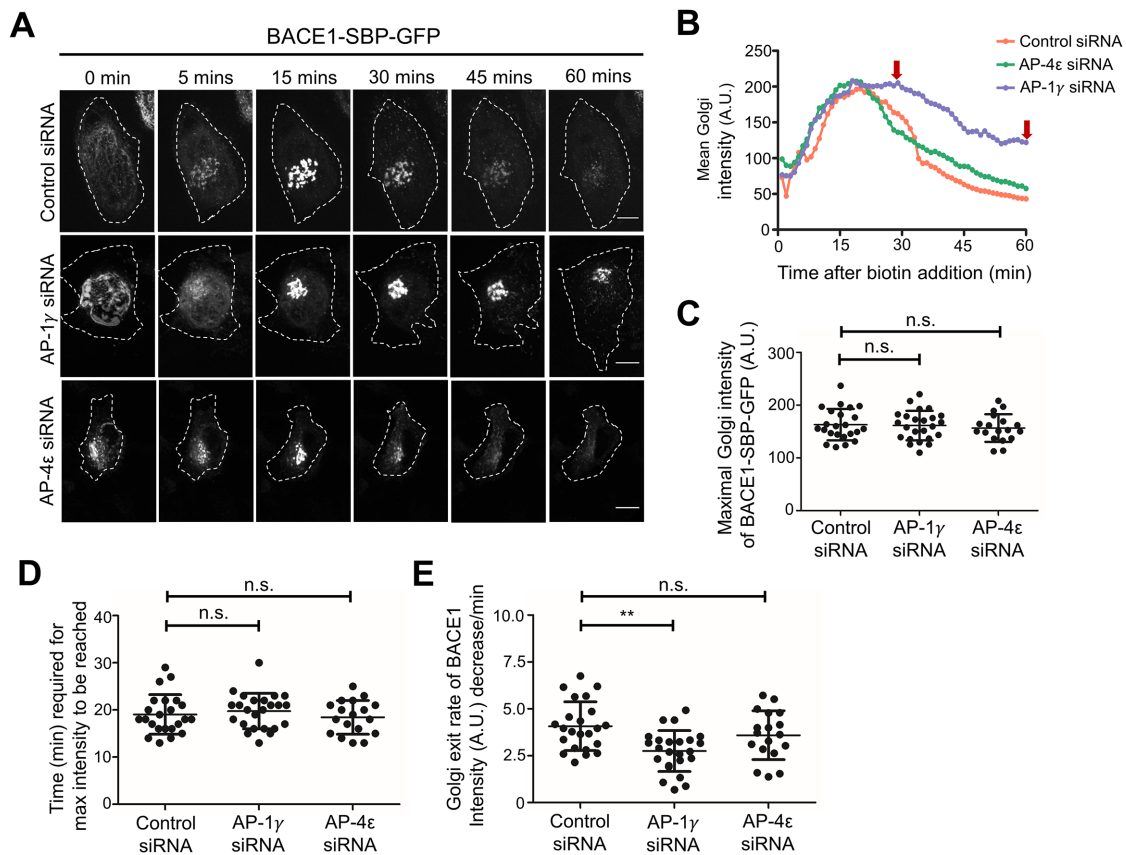 A
BACE1-SBP-GFP
0 min 5 mins 15 mins 30 mins 45 mins 60 mins
Control siRNA
AP-1γ siRNA
AP-4ε siRNA
B
Mean Golgi
intensity (A.U.)
250
200
150
100
50
0
0 15 30 45 60
Time after biotin addition (min)
Control siRNA
AP-4ε siRNA
AP-1γ siRNA
C
Maximal Golgi intensity
of BACE1-SBP-GFP (A.U.)
n.s.
n.s.
300
200
100
0
Control AP-1γ AP-4ε
siRNA siRNA siRNA
D
Time (min) required for
max intensity to be reached
n.s.
n.s.
40
30
20
10
0
Control AP-1γ AP-4ε
siRNA siRNA siRNA
E
Golgi exit rate of BACE1
Intensity (A.U.) decrease/min
n.s.
**
10.0
7.5
5.0
2.5
0
Control AP-1γ AP-4ε
siRNA siRNA siRNA